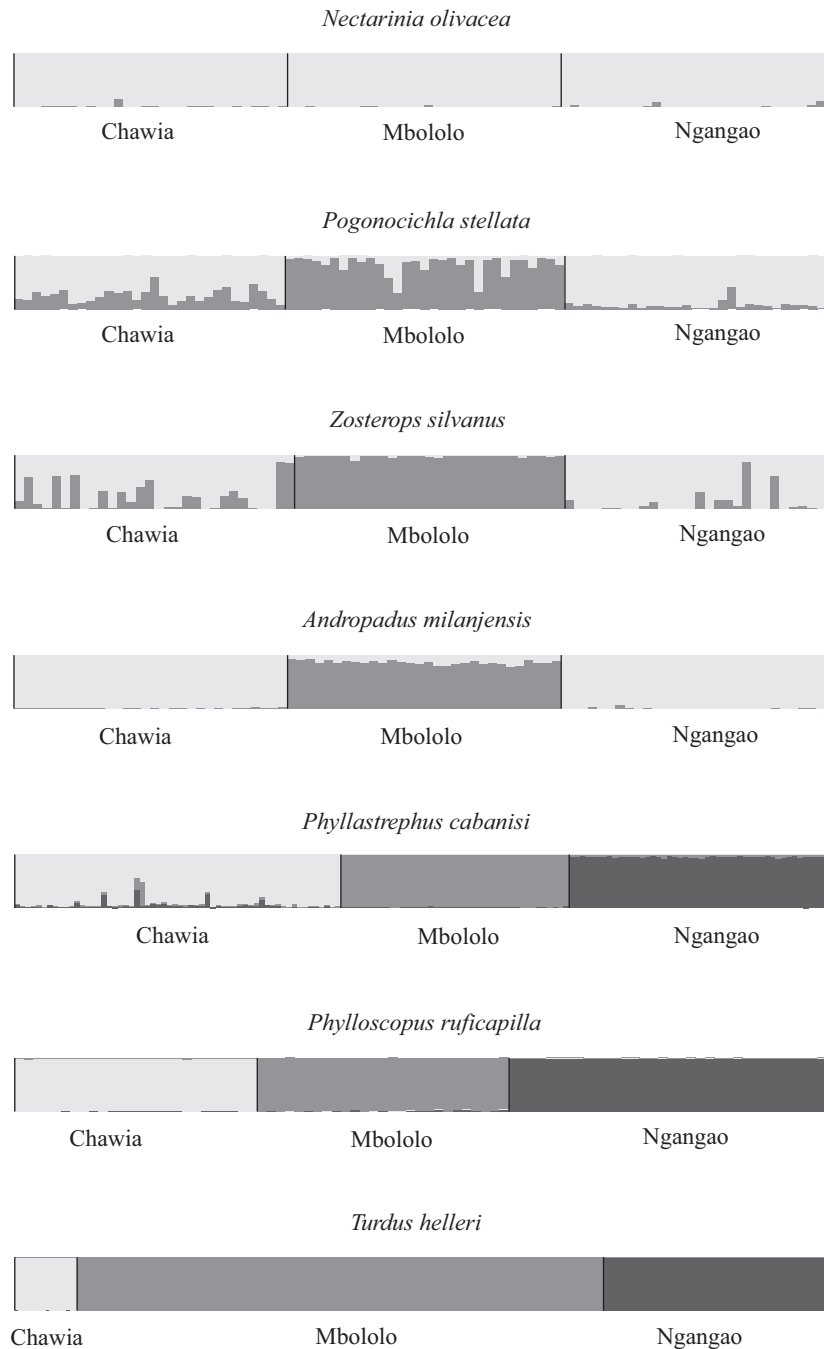 Nectarinia olivacea
Chawia Mbololo Ngangao
Pogonocichla stellata
Chawia Mbololo Ngangao
Zosterops silvanus
Chawia Mbololo Ngangao
Andropadus milanjensis
Chawia Mbololo Ngangao
Phyllastrephus cabanisi
Chawia Mbololo Ngangao
Phylloscopus ruficapilla
Chawia Mbololo Ngangao
Turdus helleri
Chawia Mbololo Ngangao